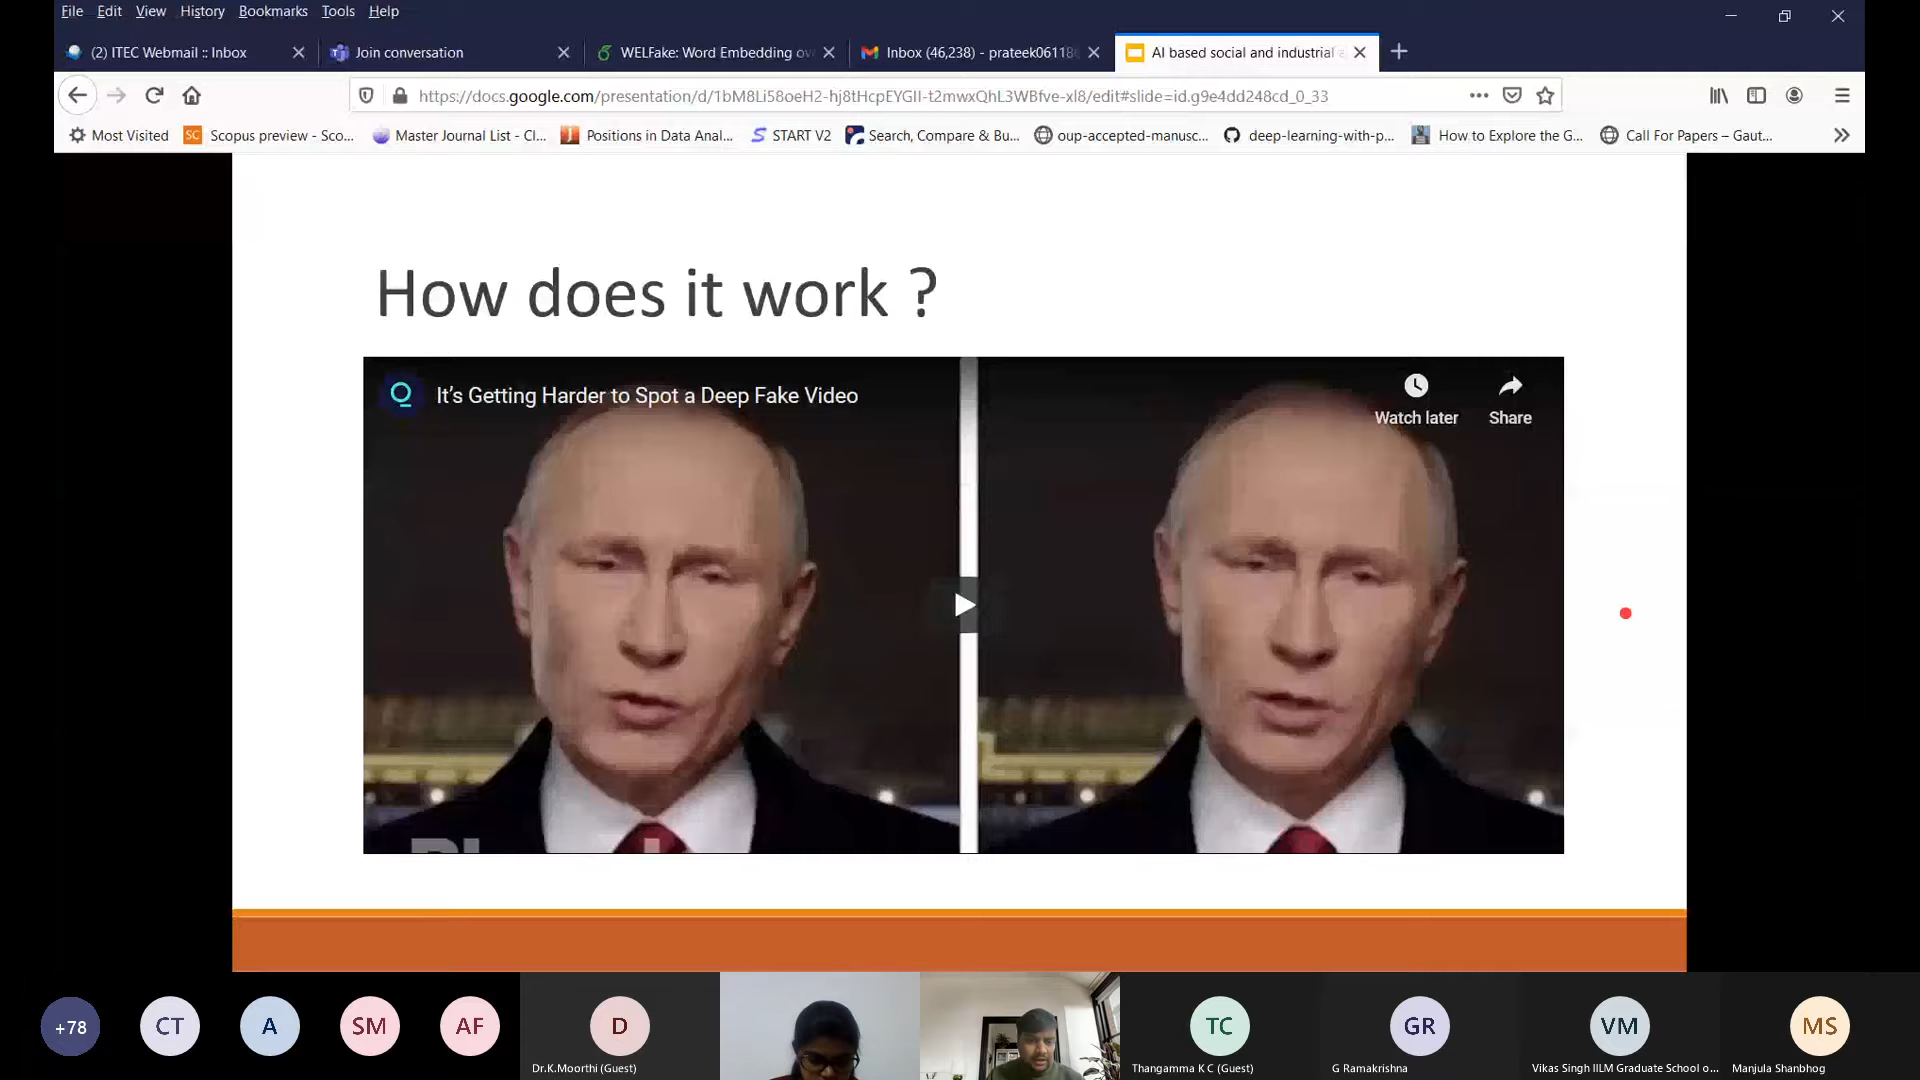 File Edit View History Bookmarks Tools Help
(2) ITEC Webmail :: Inbox
Join conversation
WELFake: Word Embedding ov
Inbox (46,238) - prateek06118
AI based social and industrial
https://docs.google.com/presentation/d/1bM8Li58oeH2-hj8tHcpEYGII-t2mwxQhL3WBfve-xl8/edit#slide=id.g9e4dd248cd_0_33
Most Visited
SC Scopus preview - Sco...
Master Journal List - Cl...
Positions in Data Anal...
START V2
Search, Compare & Bu...
oup-accepted-manusc...
deep-learning-with-p...
How to Explore the G...
Call For Papers – Gaut...
How does it work ?
It’s Getting Harder to Spot a Deep Fake Video
Watch later
Share
+78
CT
A
SM
AF
D
Dr.K.Moorthi (Guest)
TC
Thangamma K C (Guest)
GR
G Ramakrishna
VM
Vikas Singh IILM Graduate School o...
MS
Manjula Shanbhog